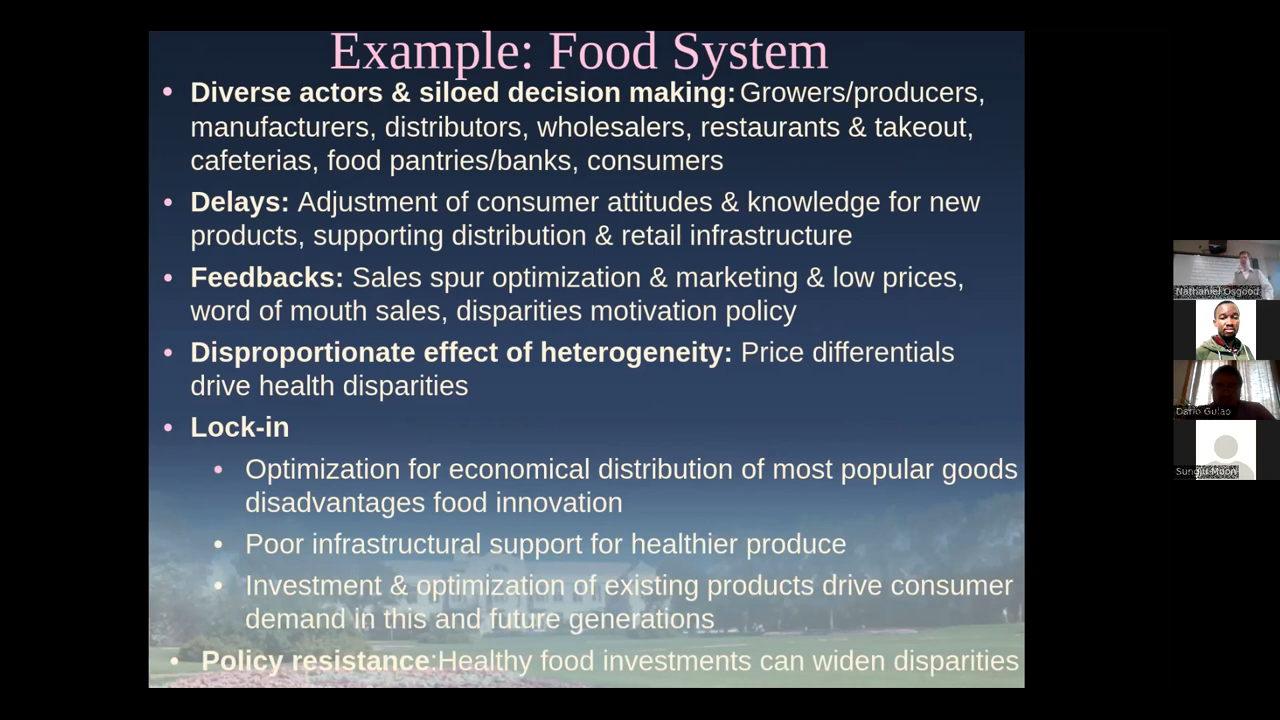 Example: Food System
• Diverse actors & siloed decision making: Growers/producers,
manufacturers, distributors, wholesalers, restaurants & takeout,
cafeterias, food pantries/banks, consumers
• Delays: Adjustment of consumer attitudes & knowledge for new
products, supporting distribution & retail infrastructure
• Feedbacks: Sales spur optimization & marketing & low prices,
word of mouth sales, disparities motivation policy
• Disproportionate effect of heterogeneity: Price differentials
drive health disparities
• Lock-in
• Optimization for economical distribution of most popular goods
disadvantages food innovation
• Poor infrastructural support for healthier produce
• Investment & optimization of existing products drive consumer
demand in this and future generations
• Policy resistance:Healthy food investments can widen disparities
Nathaniel Osgood
Dario Gulao
Moon